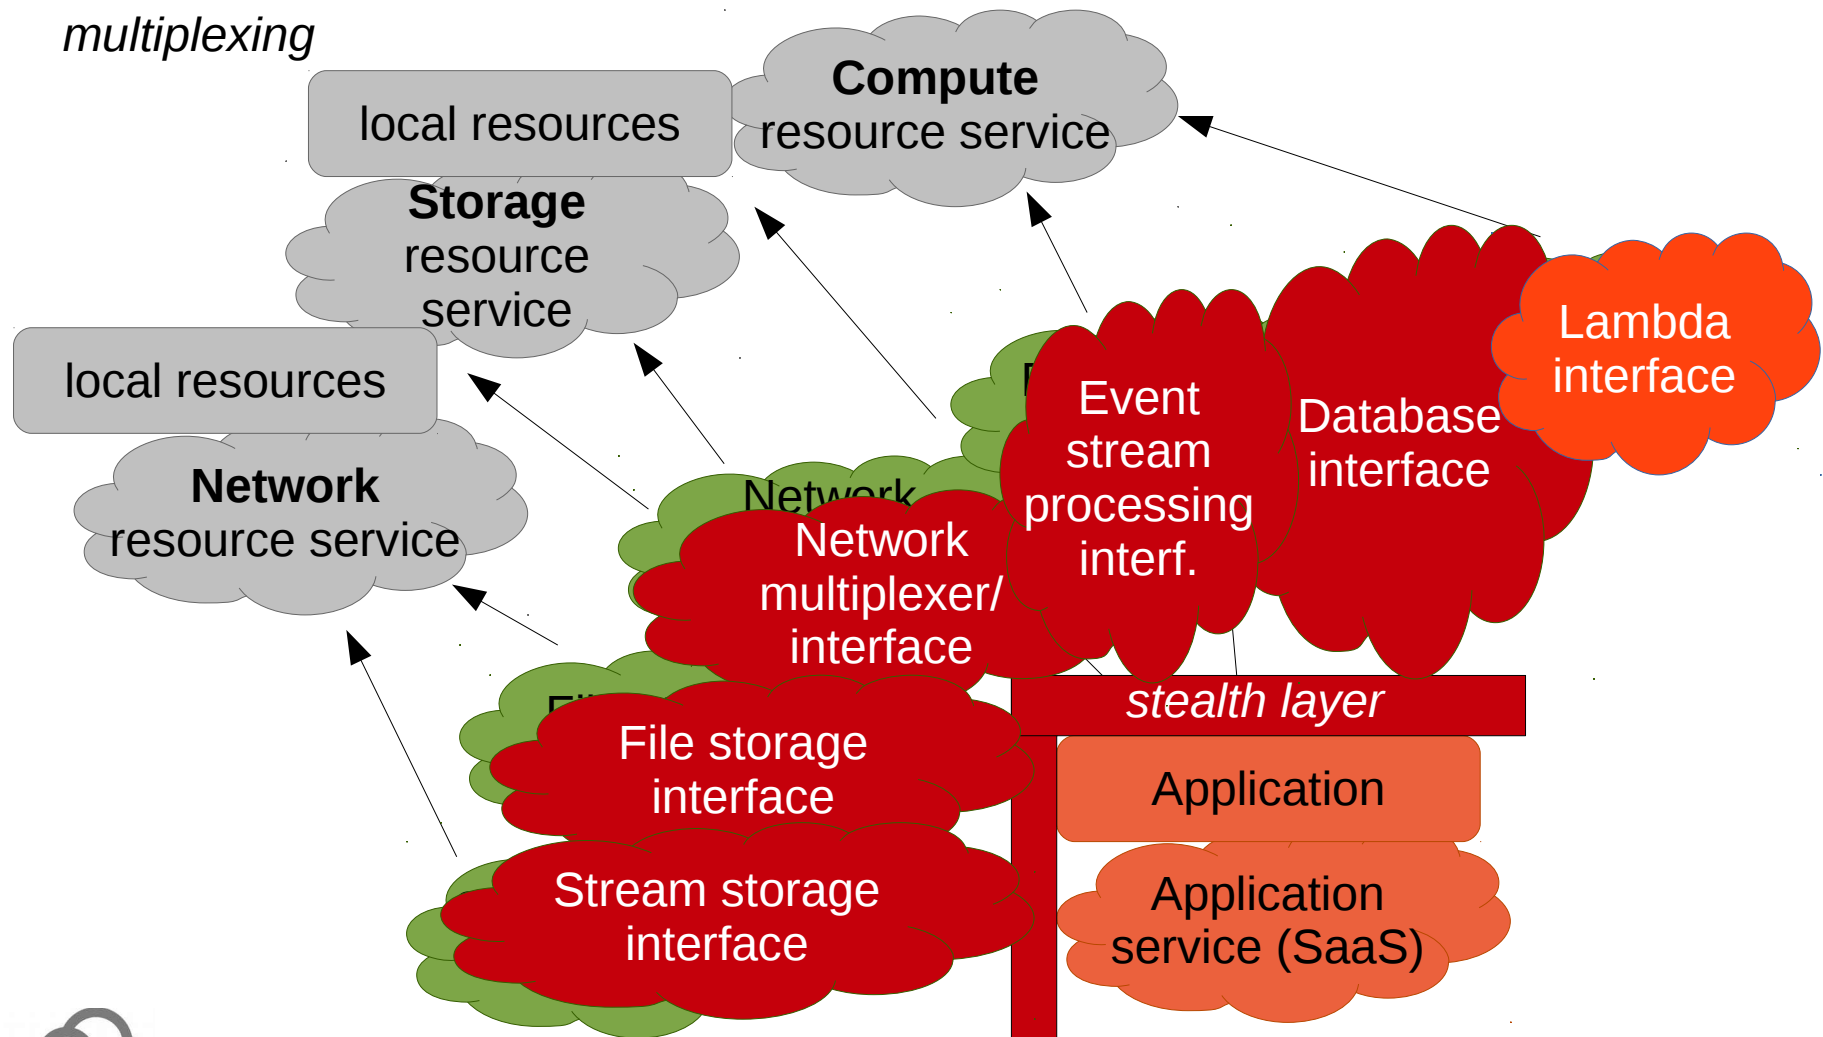 multiplexing
Compute
resource service
local resources
Storage
resource
service
local resources
Network
resource service
Lambda
interface
Database
interface
Event
stream
processing
interf.
Network
Network
multiplexer/
interface
stealth layer
File storage
interface
Application
Stream storage
interface
Application
service (SaaS)